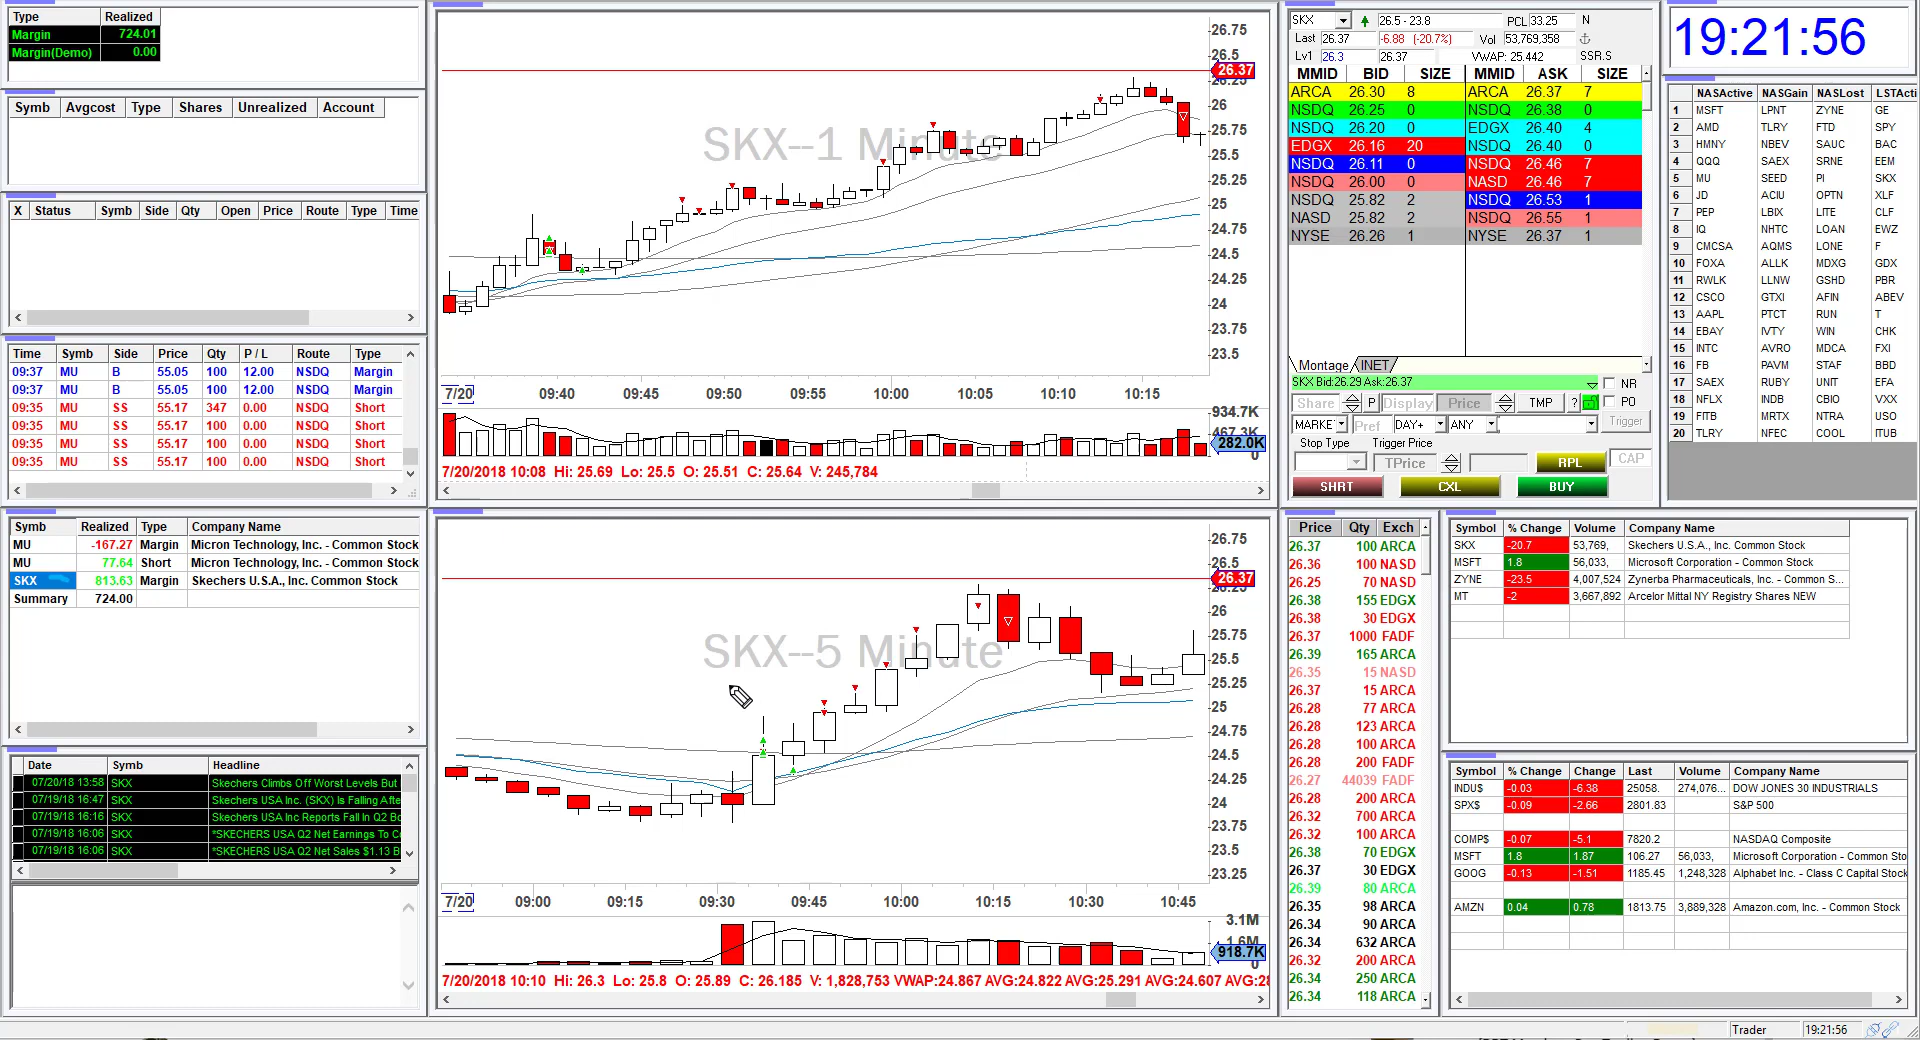 Type Realized
Margin 724.01
Margin(Demo) 0.00
Symb Avgcost Type Shares Unrealized Account
X Status Symb Side Qty Open Price Route Type Time
Time Symb Side Price Qty P / L Route Type
09:37 MU B 55.05 100 12.00 NSDQ Margin
09:37 MU B 55.05 100 12.00 NSDQ Margin
09:35 MU SS 55.17 347 0.00 NSDQ Short
09:35 MU SS 55.17 100 0.00 NSDQ Short
09:35 MU SS 55.17 100 0.00 NSDQ Short
09:35 MU SS 55.17 100 0.00 NSDQ Short
Symb Realized Type Company Name
MU -167.27 Margin Micron Technology, Inc. - Common Stock
MU 77.64 Short Micron Technology, Inc. - Common Stock
SKX 813.63 Margin Skechers U.S.A., Inc. Common Stock
Summary 724.00
Date Symb Headline
07/20/18 13:58 SKX Skechers Climbs Off Worst Levels But
07/19/18 16:47 SKX Skechers USA Inc. (SKX) Is Falling Afte
07/19/18 16:16 SKX Skechers USA Inc Reports Fall In Q2
07/19/18 16:06 SKX *SKECHERS USA Q2 Net Earnings To
07/19/18 16:06 SKX *SKECHERS USA Q2 Net Sales $1.13 B
SKX--1 Minute
26.75
26.5
26.37
26.25
26
25.75
25.5
25.25
25
24.75
24.5
24.25
24
23.75
23.5
7/20 09:40 09:45 09:50 09:55 10:00 10:05 10:10 10:15
934.7K
467.3K
282.0K
0
7/20/2018 10:08 Hi: 25.69 Lo: 25.5 O: 25.51 C: 25.64 V: 245,784
SKX--5 Minute
26.75
26.5
26.37
26.25
26
25.75
25.5
25.25
25
24.75
24.5
24.25
24
23.75
23.5
23.25
7/20 09:00 09:15 09:30 09:45 10:00 10:15 10:30 10:45
3.1M
1.6M
918.7K
0
7/20/2018 10:10 Hi: 26.3 Lo: 25.8 O: 25.89 C: 26.185 V: 1,828,753 VWAP:24.867 AVG:24.822 AVG:25.291 AVG:24.607 AVG:28
SKX 26.5 - 23.8 PCL 33.25 N
Last 26.37 -6.88 (-20.7%) Vol 53,769,358
Lv1 26.3 26.37 VWAP: 25.442 SSR.S
MMID BID SIZE MMID ASK SIZE
ARCA 26.30 8 ARCA 26.37 7
NSDQ 26.25 0 NSDQ 26.38 0
NSDQ 26.20 0 EDGX 26.40 4
EDGX 26.16 20 NSDQ 26.40 0
NSDQ 26.11 0 NSDQ 26.46 7
NSDQ 26.00 0 NASD 26.46 7
NSDQ 25.82 2 NSDQ 26.53 1
NASD 25.82 2 NSDQ 26.55 1
NYSE 26.26 1 NYSE 26.37 1
Montage INET
SKX Bid:26.29 Ask:26.37 NR
Share P Display Price TMP ? PO
MARKE Pref DAY+ ANY Trigger
Stop Type Trigger Price
TPrice RPL CAP
SHRT CXL BUY
Price Qty Exch
26.37 100 ARCA
26.36 100 NASD
26.25 70 NASD
26.38 155 EDGX
26.38 30 EDGX
26.37 1000 FADF
26.39 165 ARCA
26.35 15 NASD
26.37 15 ARCA
26.28 77 ARCA
26.28 123 ARCA
26.28 100 ARCA
26.28 200 FADF
26.27 44039 FADF
26.28 200 ARCA
26.32 700 ARCA
26.32 100 ARCA
26.38 70 EDGX
26.37 30 EDGX
26.39 80 ARCA
26.35 98 ARCA
26.34 90 ARCA
26.34 632 ARCA
26.32 200 ARCA
26.34 250 ARCA
26.34 118 ARCA
19:21:56
NASActive NASGain NASLost LSTActi
1 MSFT LPNT ZYNE GE
2 AMD TLRY FTD SPY
3 HMNY NBEV SAUC BAC
4 QQQ SAEX SRNE EEM
5 MU SEED PI SKX
6 JD ACIU OPTN XLF
7 PEP LBIX LITE CLF
8 IQ NHTC LOAN EWZ
9 CMCSA AQMS LONE F
10 FOXA ALLK MDXG GDX
11 RWLK LLNW GSHD PBR
12 CSCO GTXI AFIN ABEV
13 AAPL PTCT RUN T
14 EBAY IVTY WIN CHK
15 INTC AVRO MDCA FXI
16 FB PAVM STAF BBD
17 SAEX RUBY UNIT EFA
18 NFLX INDB CBIO VXX
19 FITB MRTX NTRA USO
20 TLRY NFEC COOL ITUB
Symbol % Change Volume Company Name
SKX -20.7 53,769, Skechers U.S.A., Inc. Common Stock
MSFT 1.8 56,033, Microsoft Corporation - Common Stock
ZYNE -23.5 4,007,524 Zynerba Pharmaceuticals, Inc. - Common S...
MT -2 3,667,892 Arcelor Mittal NY Registry Shares NEW
Symbol % Change Change Last Volume Company Name
INDU$ -0.03 -6.38 25058. 274,076... DOW JONES 30 INDUSTRIALS
SPX$ -0.09 -2.66 2801.83 S&P 500
COMP$ -0.07 -5.1 7820.2 NASDAQ Composite
MSFT 1.8 1.87 106.27 56,033, Microsoft Corporation - Common Sto
GOOG -0.13 -1.51 1185.45 1,248,328 Alphabet Inc. - Class C Capital Stock
AMZN 0.04 0.78 1813.75 3,889,328 Amazon.com, Inc. - Common Stock
Trader 19:21:56